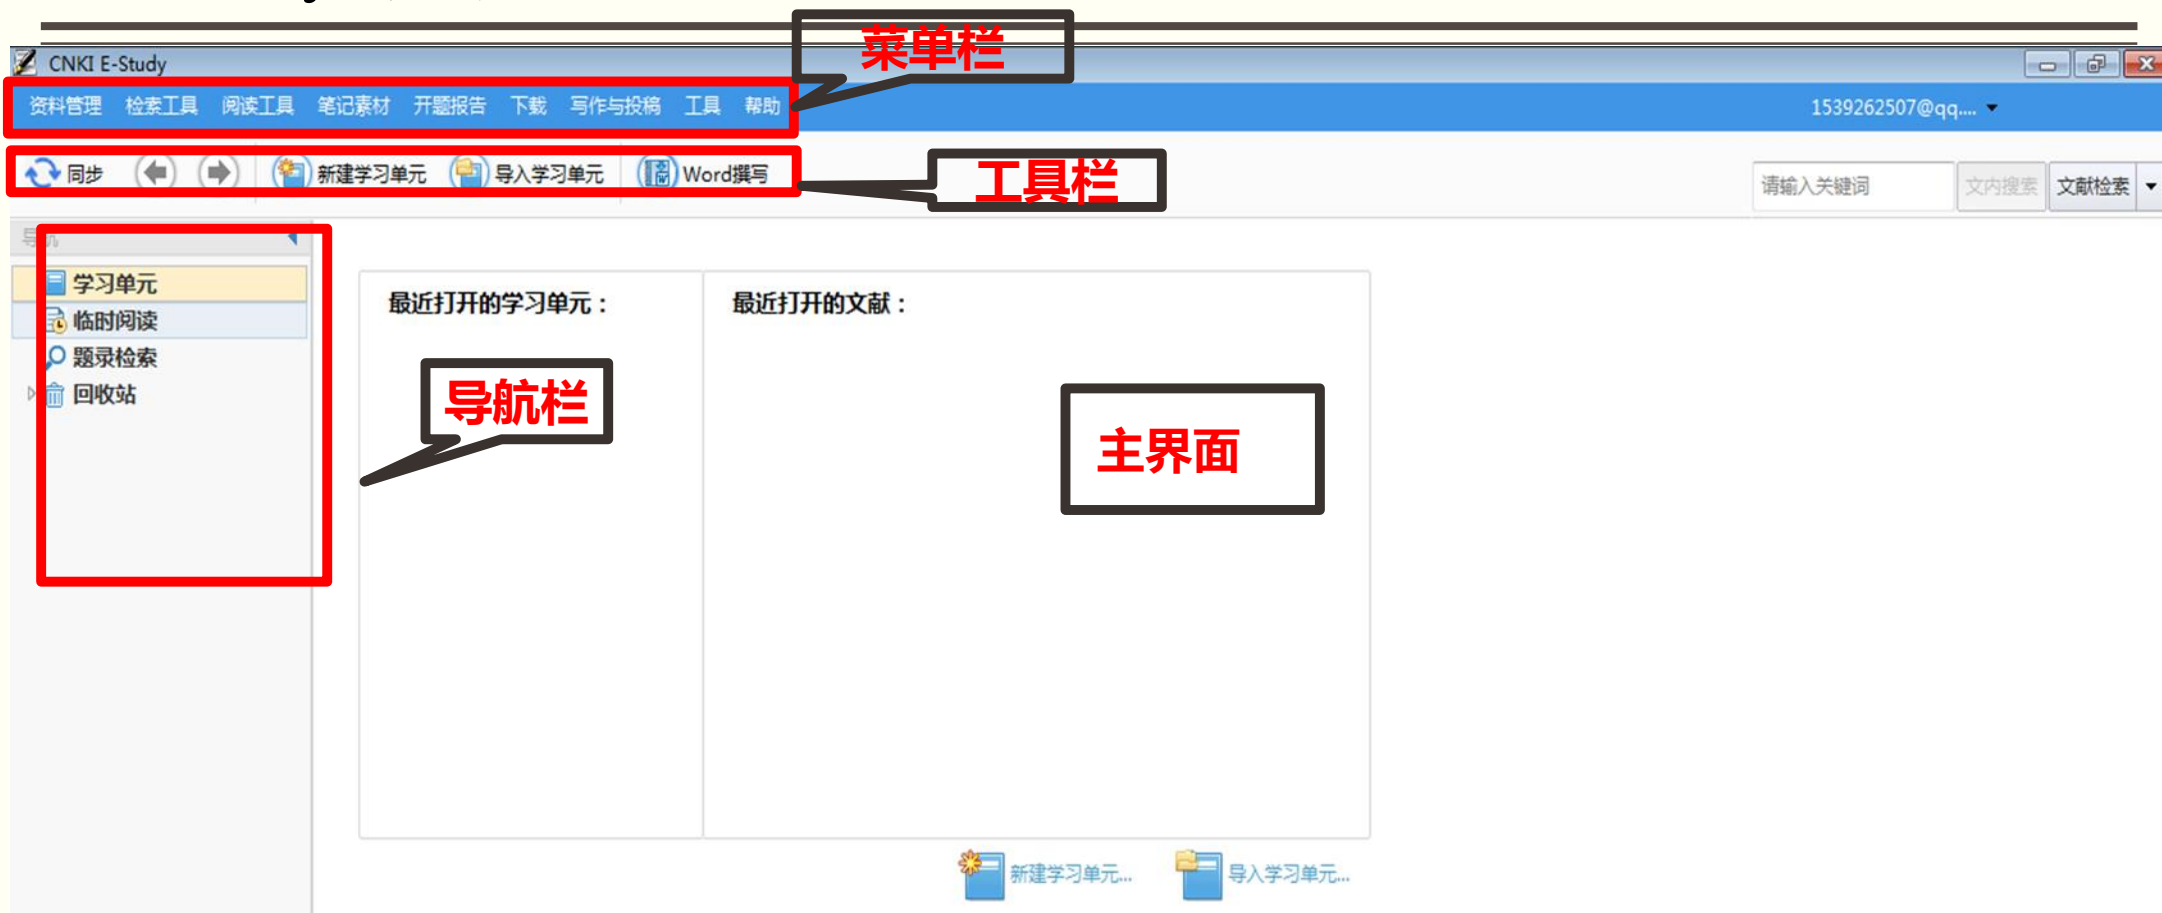 菜单栏
CNKI E-Study
资料管理 检索工具 阅读工具 笔记素材 开题报告 下载 写作与投稿 工具 帮助
1539262507@qq....
同步 新建学习单元 导入学习单元 Word撰写
工具栏
请输入关键词 文内搜索 文献检索
导航
学习单元
临时阅读
题录检索
回收站
最近打开的学习单元：
最近打开的文献：
导航栏
主界面
新建学习单元...
导入学习单元...